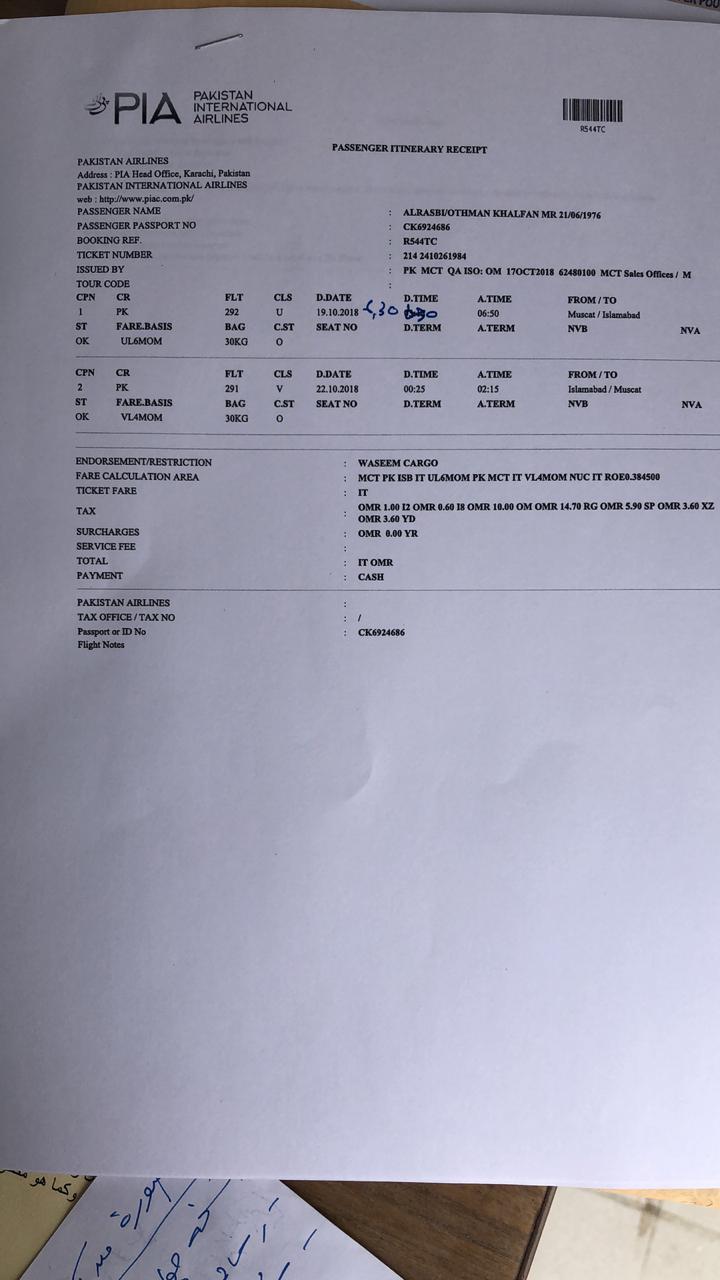 PIA PAKISTAN
INTERNATIONAL
AIRLINES
R544TC
PASSENGER ITINERARY RECEIPT
PAKISTAN AIRLINES
Address : PIA Head Office, Karachi, Pakistan
PAKISTAN INTERNATIONAL AIRLINES
web : http://www.piac.com.pk/
PASSENGER NAME : ALRASBI/OTHMAN KHALFAN MR 21/06/1976
PASSENGER PASSPORT NO : CK6924686
BOOKING REF. : R544TC
TICKET NUMBER : 214 2410261984
ISSUED BY : PK MCT QA ISO: OM 17OCT2018 62480100 MCT Sales Offices / M
TOUR CODE :
CPN CR FLT CLS D.DATE D.TIME A.TIME FROM / TO
1 PK 292 U 19.10.2018 06:50 Muscat / Islamabad
ST FARE.BASIS BAG C.ST SEAT NO D.TERM A.TERM NVB NVA
OK UL6MOM 30KG O
CPN CR FLT CLS D.DATE D.TIME A.TIME FROM / TO
2 PK 291 V 22.10.2018 00:25 02:15 Islamabad / Muscat
ST FARE.BASIS BAG C.ST SEAT NO D.TERM A.TERM NVB NVA
OK VL4MOM 30KG O
ENDORSEMENT/RESTRICTION : WASEEM CARGO
FARE CALCULATION AREA : MCT PK ISB IT UL6MOM PK MCT IT VL4MOM NUC IT ROE0.384500
TICKET FARE : IT
TAX : OMR 1.00 I2 OMR 0.60 I8 OMR 10.00 OM OMR 14.70 RG OMR 5.90 SP OMR 3.60 XZ
OMR 3.60 YD
SURCHARGES : OMR 0.00 YR
SERVICE FEE :
TOTAL : IT OMR
PAYMENT : CASH
PAKISTAN AIRLINES :
TAX OFFICE / TAX NO : /
Passport or ID No : CK6924686
Flight Notes
وكما هو